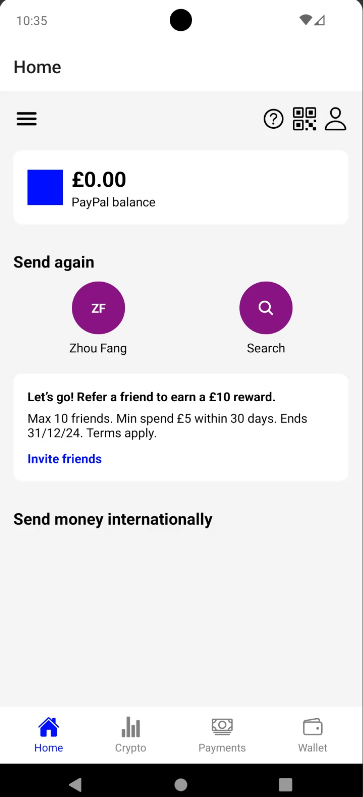 10:35
Home
£0.00
PayPal balance
Send again
ZF
Zhou Fang
Search
Let's go! Refer a friend to earn a £10 reward.
Max 10 friends. Min spend £5 within 30 days. Ends
31/12/24. Terms apply.
Invite friends
Send money internationally
Home
Crypto
Payments
Wallet